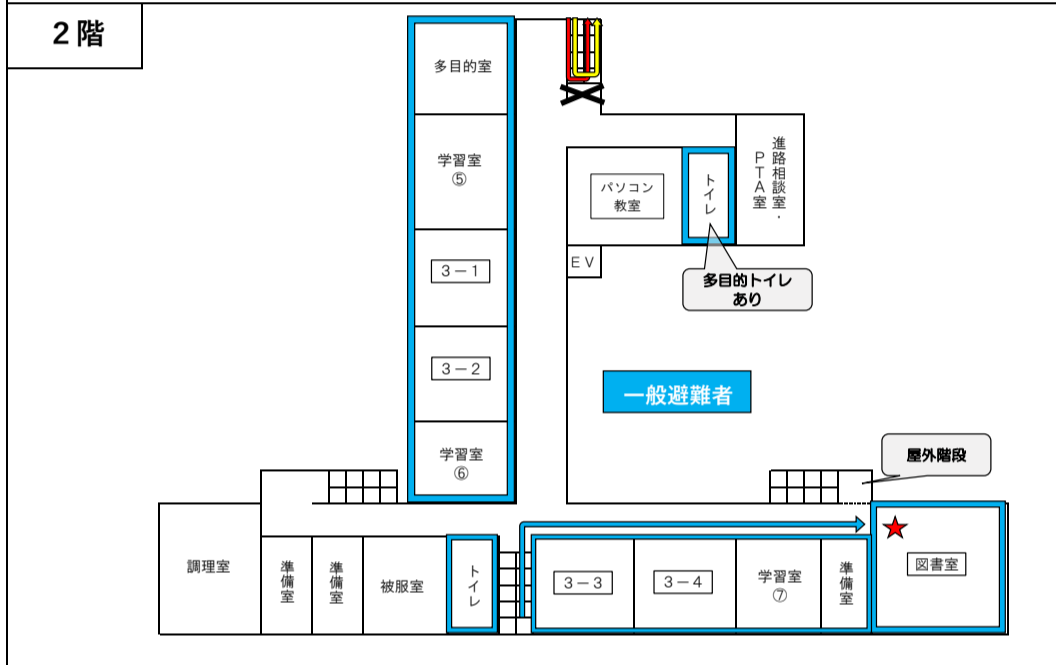 2階
多目的室
学習室
⑤
3-1
3-2
学習室
⑥
パソコン
教室
トイレ
進路相談室・
PTA室
EV
多目的トイレ
あり
一般避難者
屋外階段
調理室
準備室
準備室
被服室
トイレ
3-3
3-4
学習室
⑦
準備室
図書室